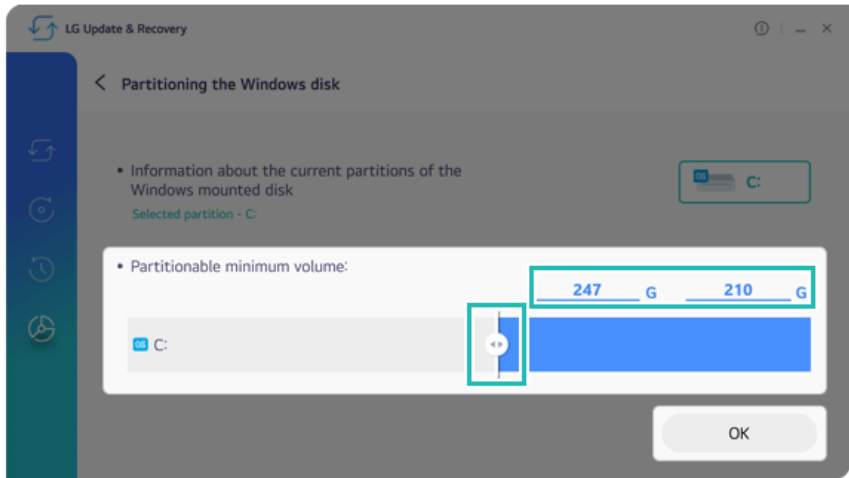 LG Update & Recovery
Partitioning the Windows disk
• Information about the current partitions of the
Windows mounted disk
Selected partition - C:
OS C:
• Partitionable minimum volume:
247 G 210 G
OS C:
OK